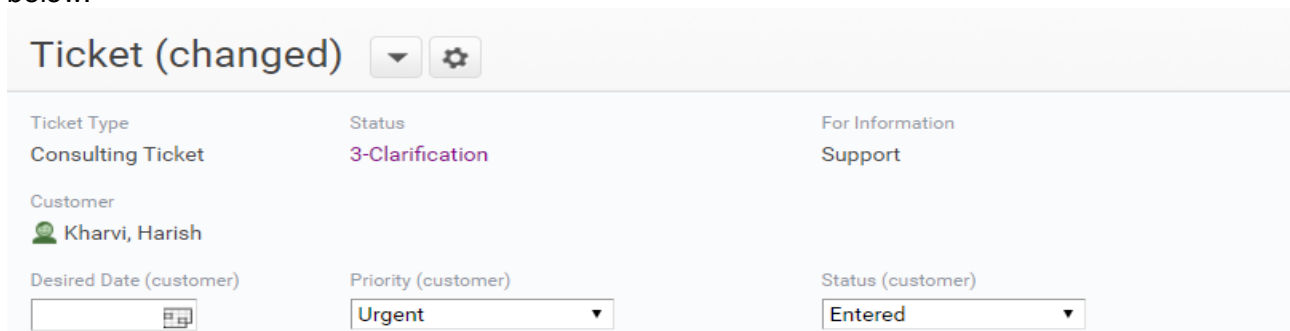 Ticket (changed)
Ticket Type Status For Information
Consulting Ticket 3-Clarification Support
Customer
Kharvi, Harish
Desired Date (customer) Priority (customer) Status (customer)
Urgent Entered